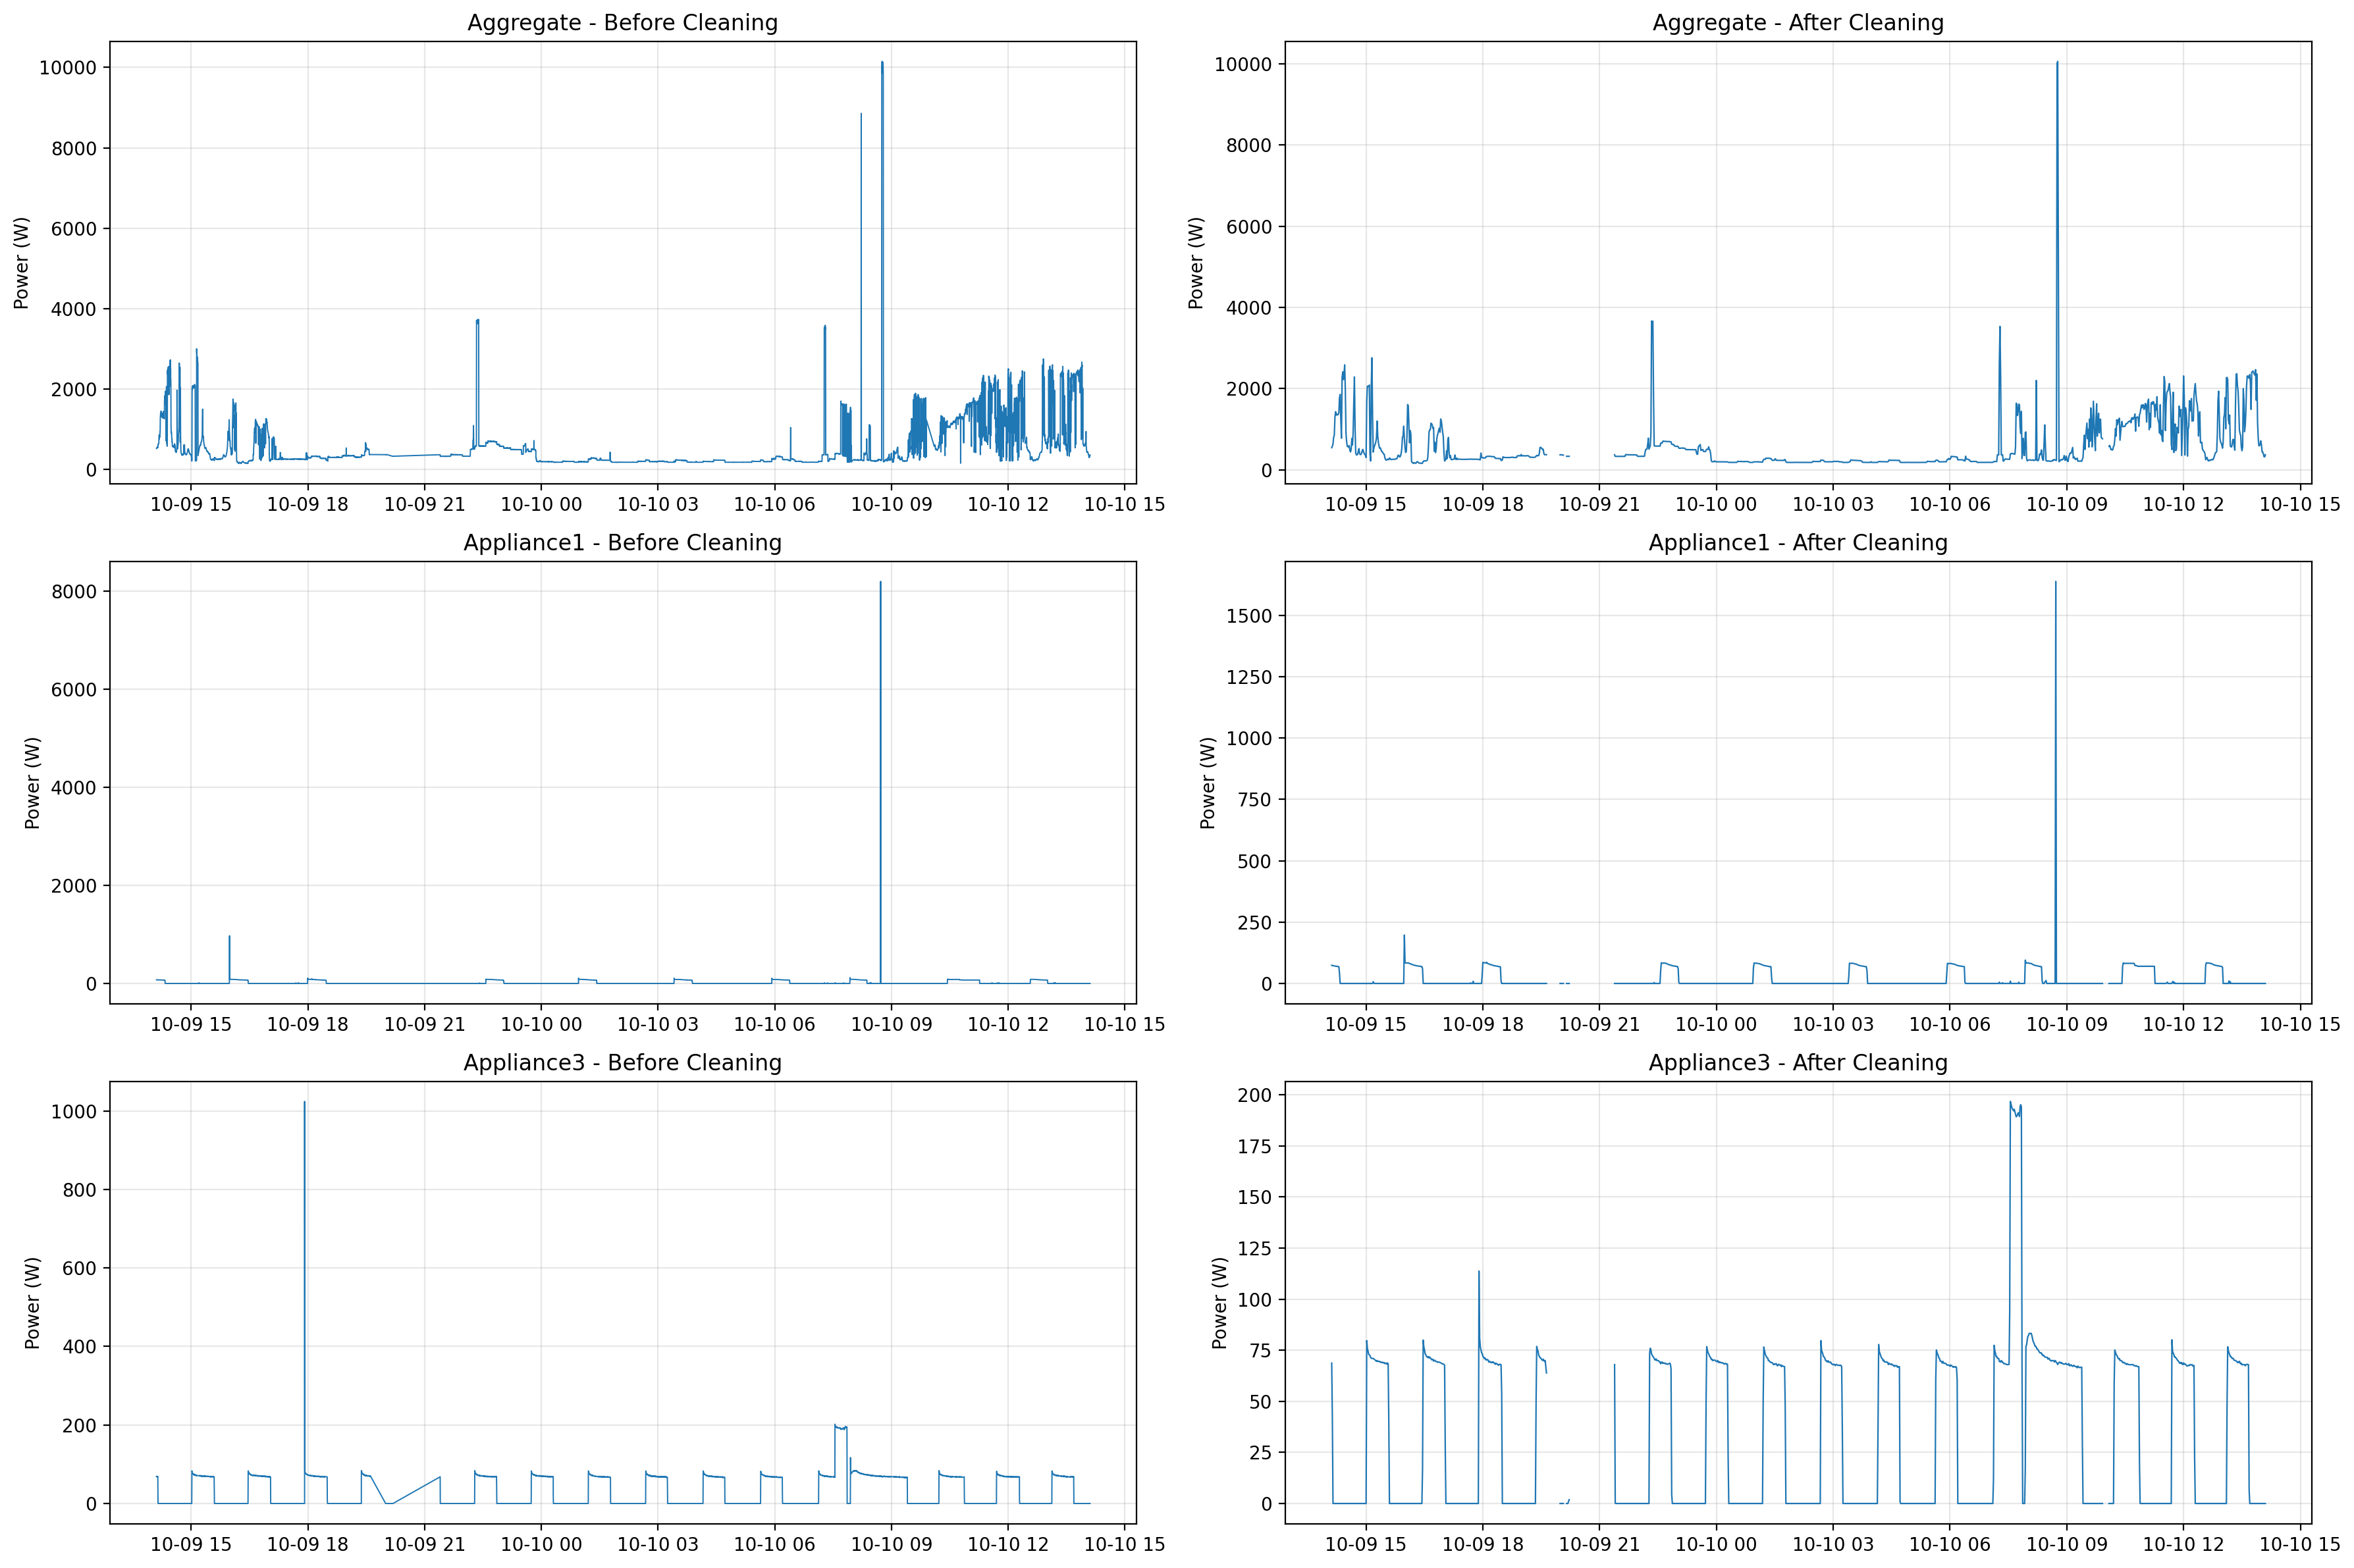 Aggregate - Before Cleaning
Power (W)
10000
8000
6000
4000
2000
0
10-09 15 10-09 18 10-09 21 10-10 00 10-10 03 10-10 06 10-10 09 10-10 12 10-10 15
Aggregate - After Cleaning
Power (W)
10000
8000
6000
4000
2000
0
10-09 15 10-09 18 10-09 21 10-10 00 10-10 03 10-10 06 10-10 09 10-10 12 10-10 15
Appliance1 - Before Cleaning
Power (W)
8000
6000
4000
2000
0
10-09 15 10-09 18 10-09 21 10-10 00 10-10 03 10-10 06 10-10 09 10-10 12 10-10 15
Appliance1 - After Cleaning
Power (W)
1500
1250
1000
750
500
250
0
10-09 15 10-09 18 10-09 21 10-10 00 10-10 03 10-10 06 10-10 09 10-10 12 10-10 15
Appliance3 - Before Cleaning
Power (W)
1000
800
600
400
200
0
10-09 15 10-09 18 10-09 21 10-10 00 10-10 03 10-10 06 10-10 09 10-10 12 10-10 15
Appliance3 - After Cleaning
Power (W)
200
175
150
125
100
75
50
25
0
10-09 15 10-09 18 10-09 21 10-10 00 10-10 03 10-10 06 10-10 09 10-10 12 10-10 15